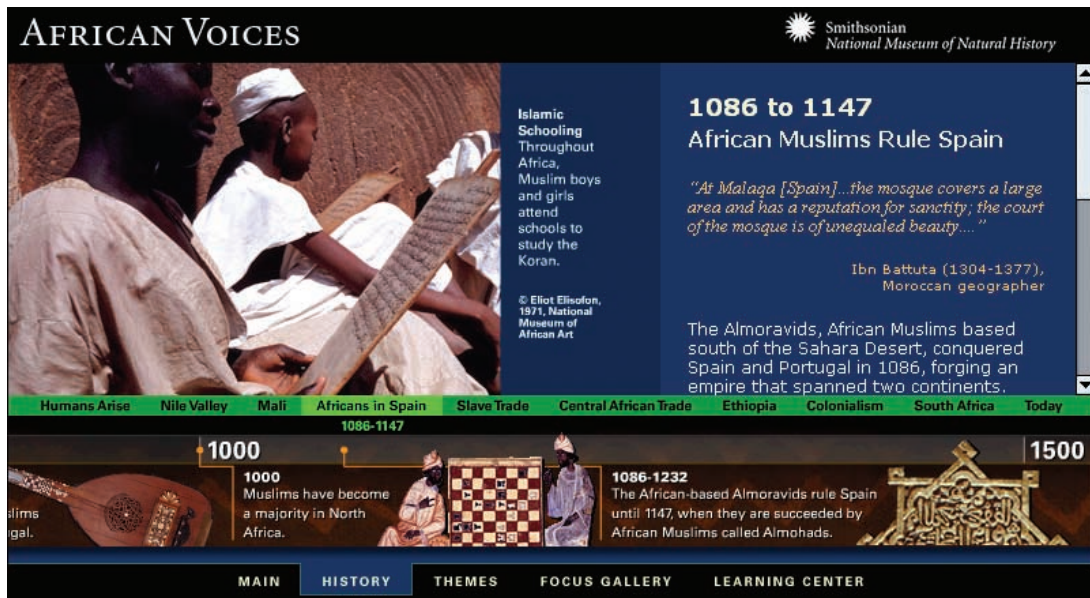 AFRICAN VOICES
Smithsonian
National Museum of Natural History
Islamic
Schooling
Throughout
Africa,
Muslim boys
and girls
attend
schools to
study the
Koran.
© Eliot Elisofon,
1971, National
Museum of
African Art
1086 to 1147
African Muslims Rule Spain
“At Malaqa [Spain]...the mosque covers a large
area and has a reputation for sanctity; the court
of the mosque is of unequaled beauty....”
Ibn Battuta (1304-1377),
Moroccan geographer
The Almoravids, African Muslims based
south of the Sahara Desert, conquered
Spain and Portugal in 1086, forging an
empire that spanned two continents.
Humans Arise Nile Valley Mali Africans in Spain Slave Trade Central African Trade Ethiopia Colonialism South Africa Today
1086-1147
1000
1500
slims
gal.
1000
Muslims have become
a majority in North
Africa.
1086-1232
The African-based Almoravids rule Spain
until 1147, when they are succeeded by
African Muslims called Almohads.
MAIN HISTORY THEMES FOCUS GALLERY LEARNING CENTER